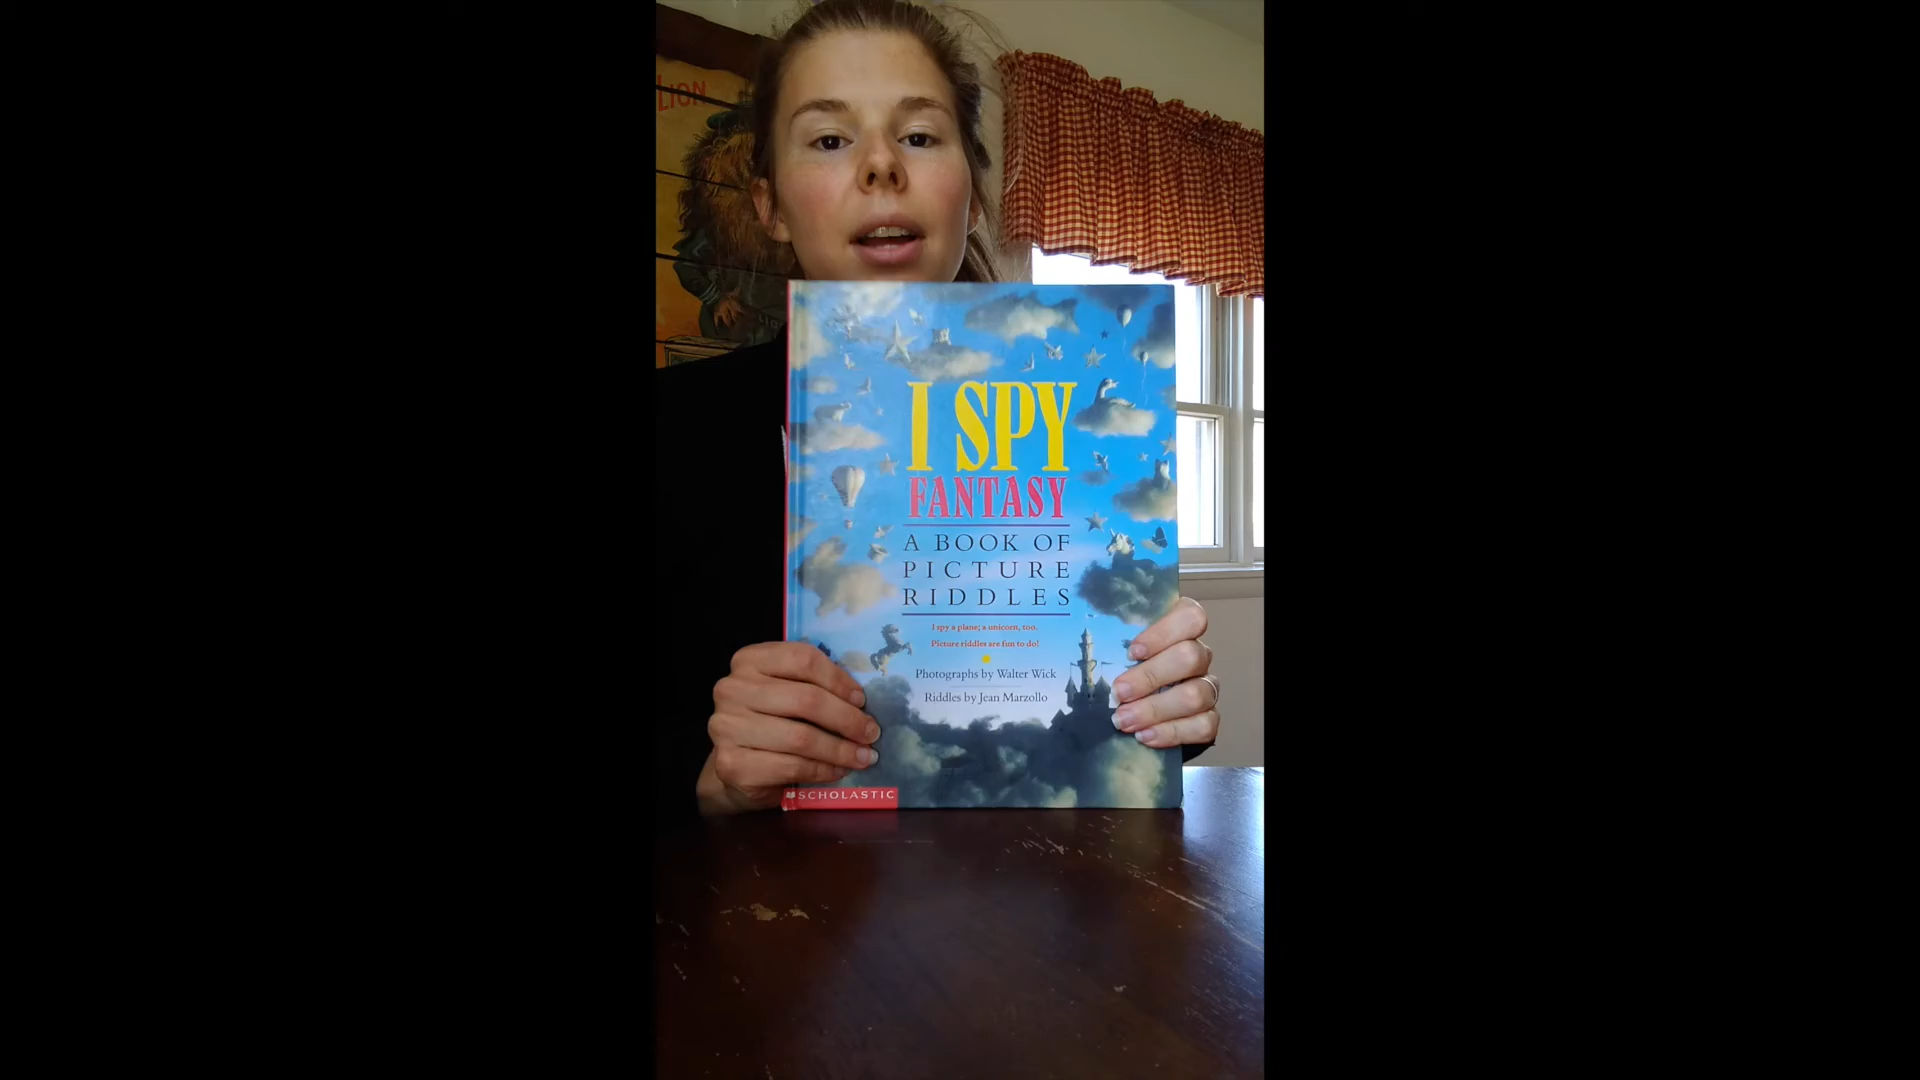 LION
I SPY
FANTASY
A BOOK OF
PICTURE
RIDDLES
I spy a plane; a unicorn, too.
Picture riddles are fun to do!
Photographs by Walter Wick
Riddles by Jean Marzollo
SCHOLASTIC